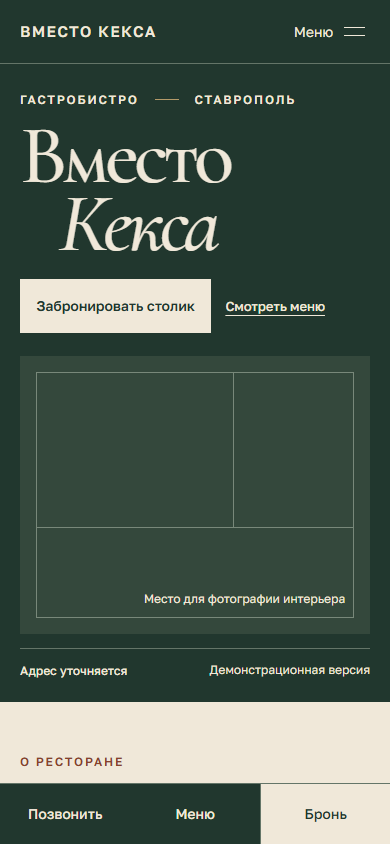 ВМЕСТО КЕКСА
Меню
ГАСТРОБИСТРО — СТАВРОПОЛЬ
Вместо
Кекса
Забронировать столик
Смотреть меню
Место для фотографии интерьера
Адрес уточняется
Демонстрационная версия
О РЕСТОРАНЕ
Позвонить
Меню
Бронь